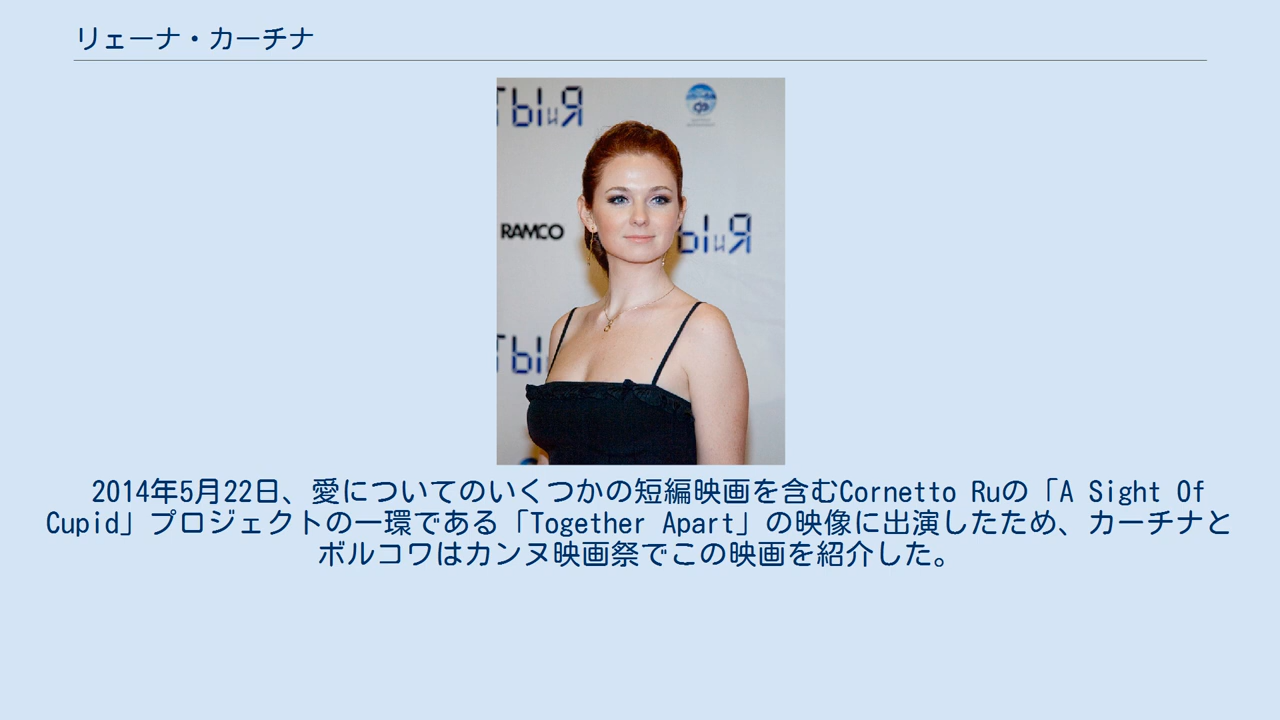 リェーナ・カーチナ
ТЫиЯ
RAMCO
ЫиЯ
ТЫ
2014年5月22日、愛についてのいくつかの短編映画を含むCornetto Ruの「A Sight Of
Cupid」プロジェクトの一環である「Together Apart」の映像に出演したため、カーチナと
ボルコワはカンヌ映画祭でこの映画を紹介した。